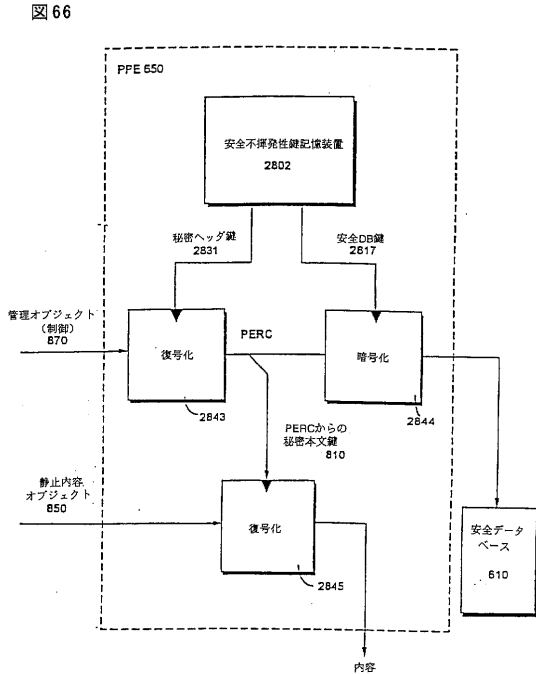 図66
PPE 650
安全不揮発性鍵記憶装置
2802
秘密ヘッダ鍵
2831
安全DB鍵
2817
管理オブジェクト
(制御)
870
復号化
PERC
暗号化
2843
2844
PERCからの
秘密本文鍵
810
静止内容
オブジェクト
850
復号化
安全データ
ベース
610
2845
内容